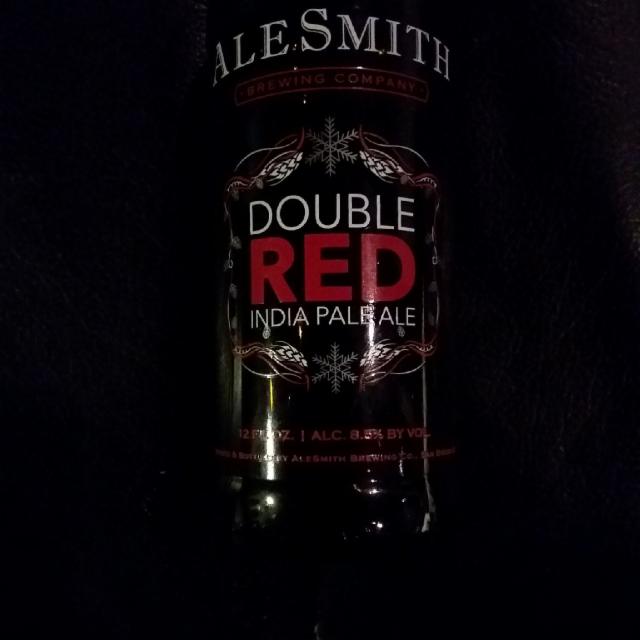 ALESMITH
BREWING COMPANY
DOUBLE
RED
INDIA PALE ALE
12 FL. OZ. | ALC. 8.5% BY VOL.
BY ALESMITH BREWING CO.